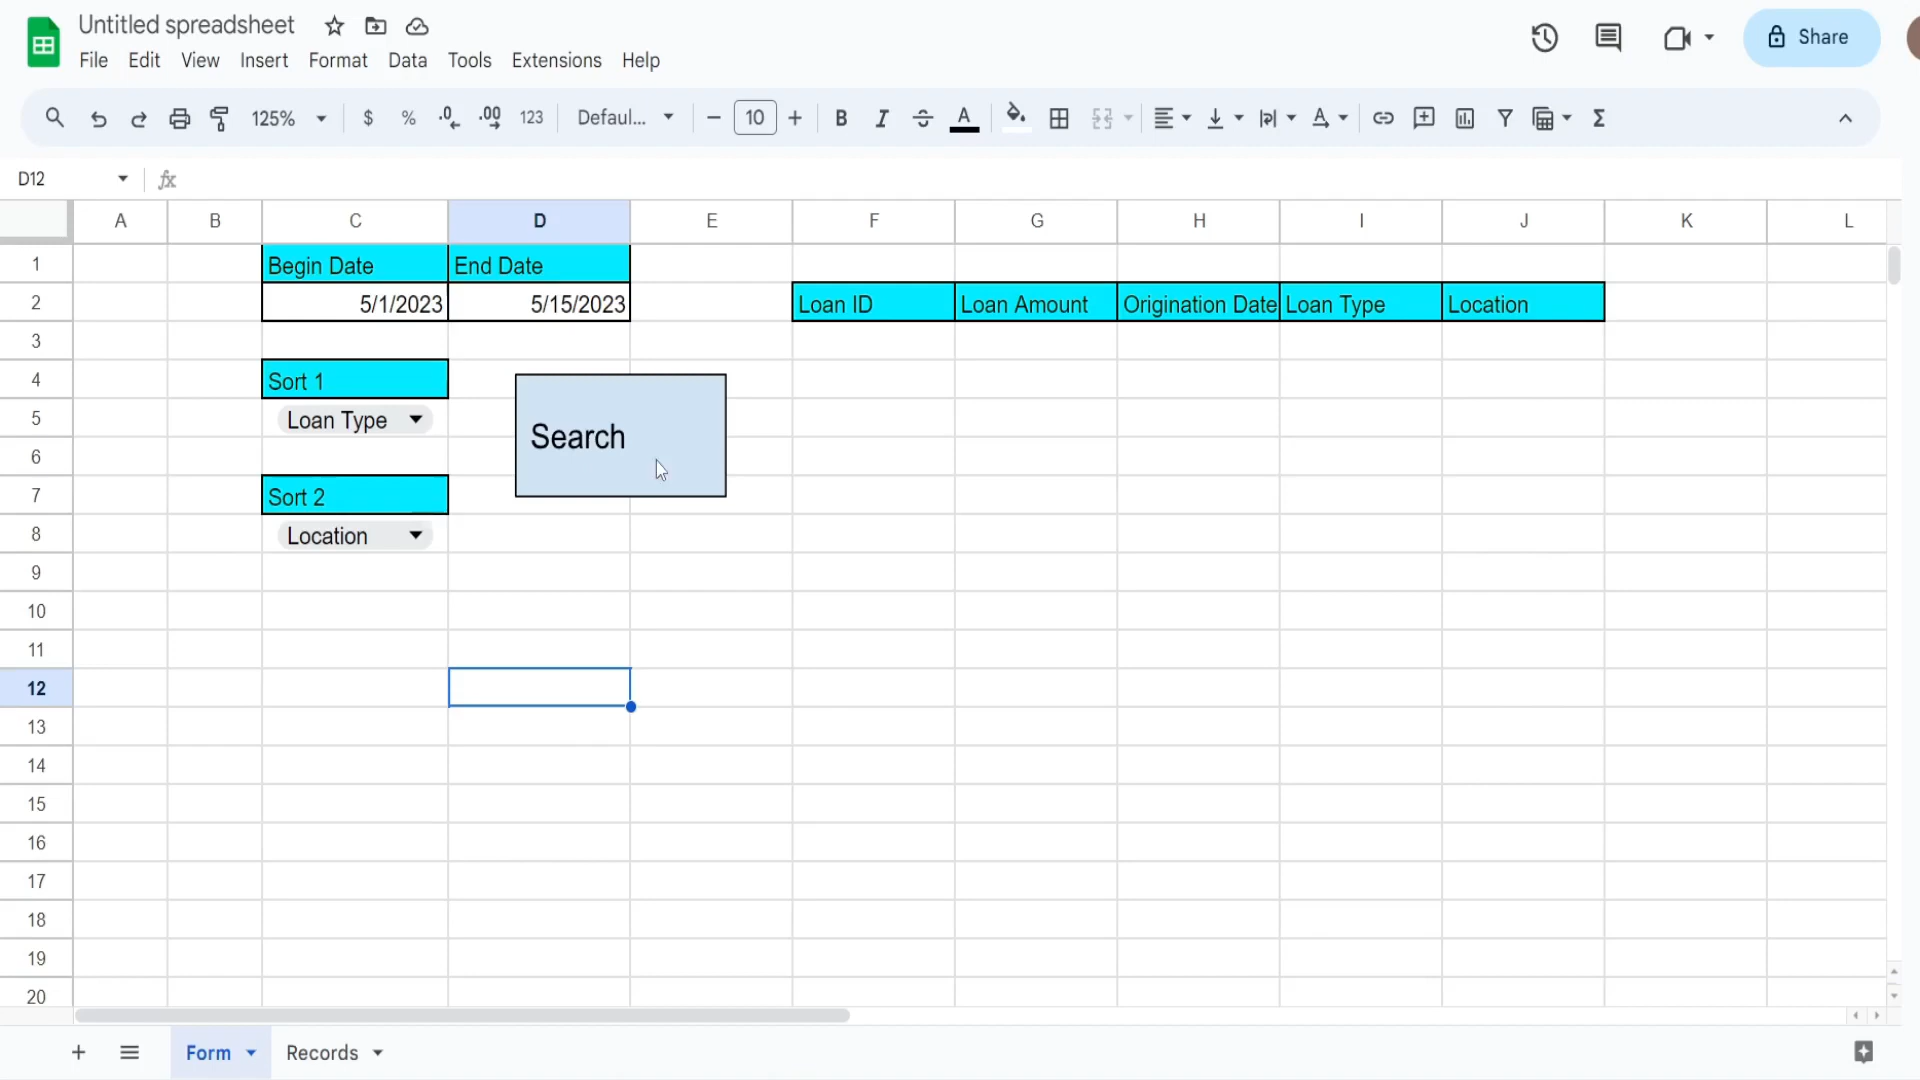 Untitled spreadsheet
File Edit View Insert Format Data Tools Extensions Help
Share
125% $ % .0 .00 123 Defaul... − 10 + B I S A Σ
D12 fx
A B C D E F G H I J K L
1 Begin Date End Date
2 5/1/2023 5/15/2023 Loan ID Loan Amount Origination Date Loan Type Location
3
4 Sort 1
5 Loan Type
Search
6
7 Sort 2
8 Location
9
10
11
12
13
14
15
16
17
18
19
20
+ Form Records